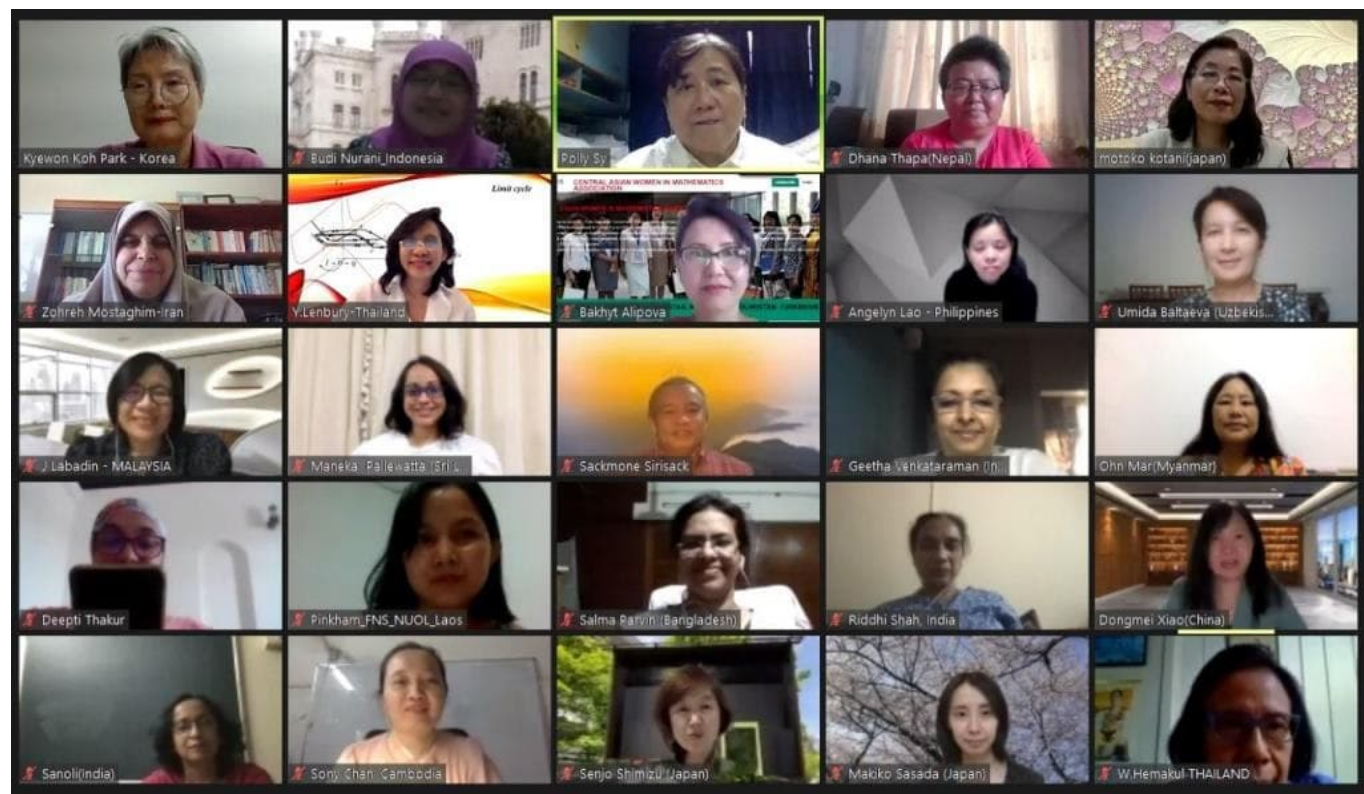 Kyewon Koh Park - Korea
Budi Nurani_Indonesia
Polly Sy
Dhana Thapa(Nepal)
motoko kotani(japan)
Zohreh Mostaghim-Iran
Limit cycle
Y.Lenbury-Thailand
CENTRAL ASIAN WOMEN IN MATHEMATICS
ASSOCIATION
Bakhyt Alipova
Angelyn Lao - Philippines
Umida Baltaeva (Uzbekis...
J Labadin - MALAYSIA
Maneka Pallewatta (Sri L...
Sackmone Sirisack
Geetha Venkataraman (In...
Ohn Mar(Myanmar)
Deepti Thakur
Pinkham_FNS_NUOL_Laos
Salma Parvin (Bangladesh)
Riddhi Shah, India
Dongmei Xiao(China)
Sanoli(India)
Sony Chan, Cambodia
Senjo Shimizu (Japan)
Makiko Sasada (Japan)
W.Hemakul THAILAND